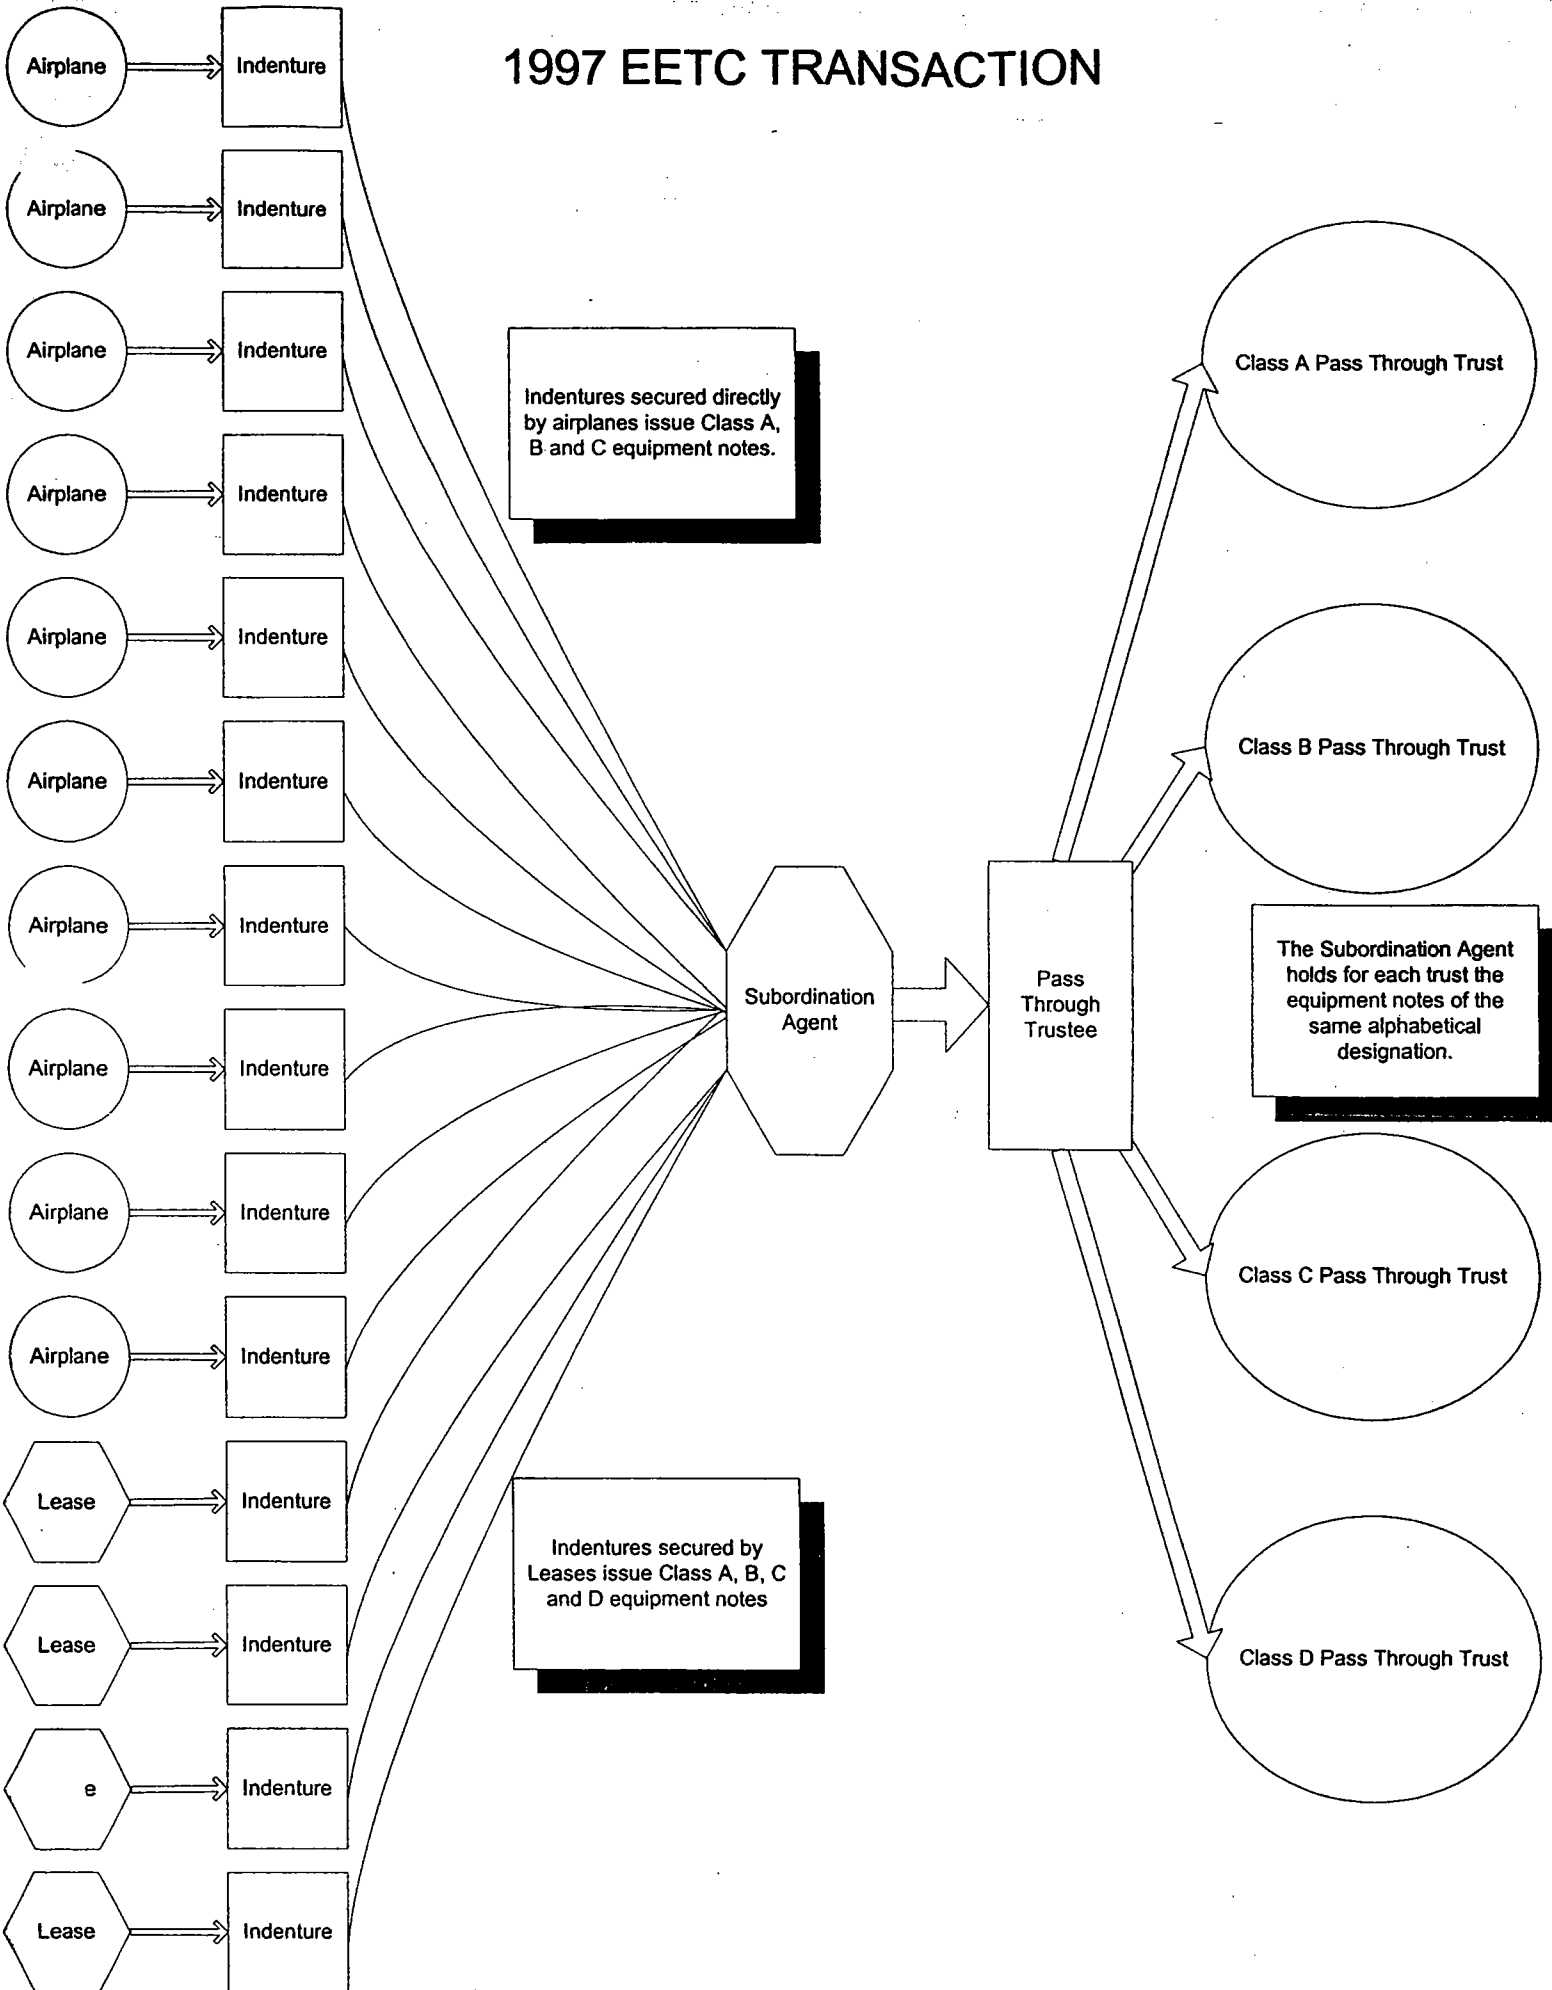 1997 EETC TRANSACTION
Airplane
Indenture
Airplane
Indenture
Airplane
Indenture
Airplane
Indenture
Airplane
Indenture
Airplane
Indenture
Airplane
Indenture
Airplane
Indenture
Airplane
Indenture
Airplane
Indenture
Lease
Indenture
Lease
Indenture
e
Indenture
Lease
Indenture
Indentures secured directly
by airplanes issue Class A,
B and C equipment notes.
Indentures secured by
Leases issue Class A, B, C
and D equipment notes
Subordination
Agent
Pass
Through
Trustee
Class A Pass Through Trust
Class B Pass Through Trust
The Subordination Agent
holds for each trust the
equipment notes of the
same alphabetical
designation.
Class C Pass Through Trust
Class D Pass Through Trust